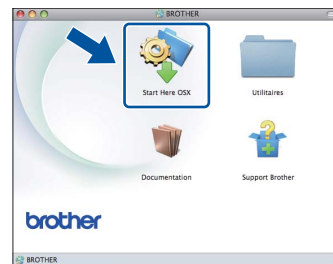 BROTHER
Start Here OSX
Utilitaires
Documentation
Support Brother
brother
BROTHER